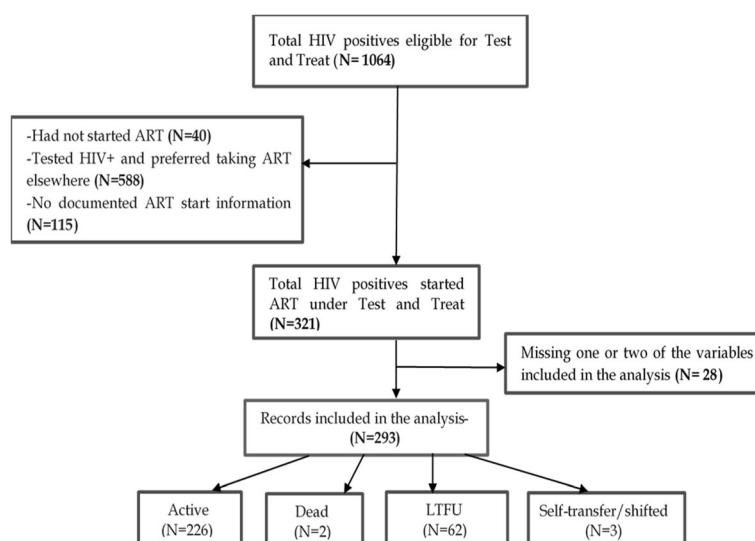 Total HIV positives eligible for Test
and Treat (N= 1064)
-Had not started ART (N=40)
-Tested HIV+ and preferred taking ART
elsewhere (N=588)
-No documented ART start information
(N=115)
Total HIV positives started
ART under Test and Treat
(N=321)
Missing one or two of the variables
included in the analysis (N= 28)
Records included in the analysis-
(N=293)
Active
(N=226)
Dead
(N=2)
LTFU
(N=62)
Self-transfer/shifted
(N=3)